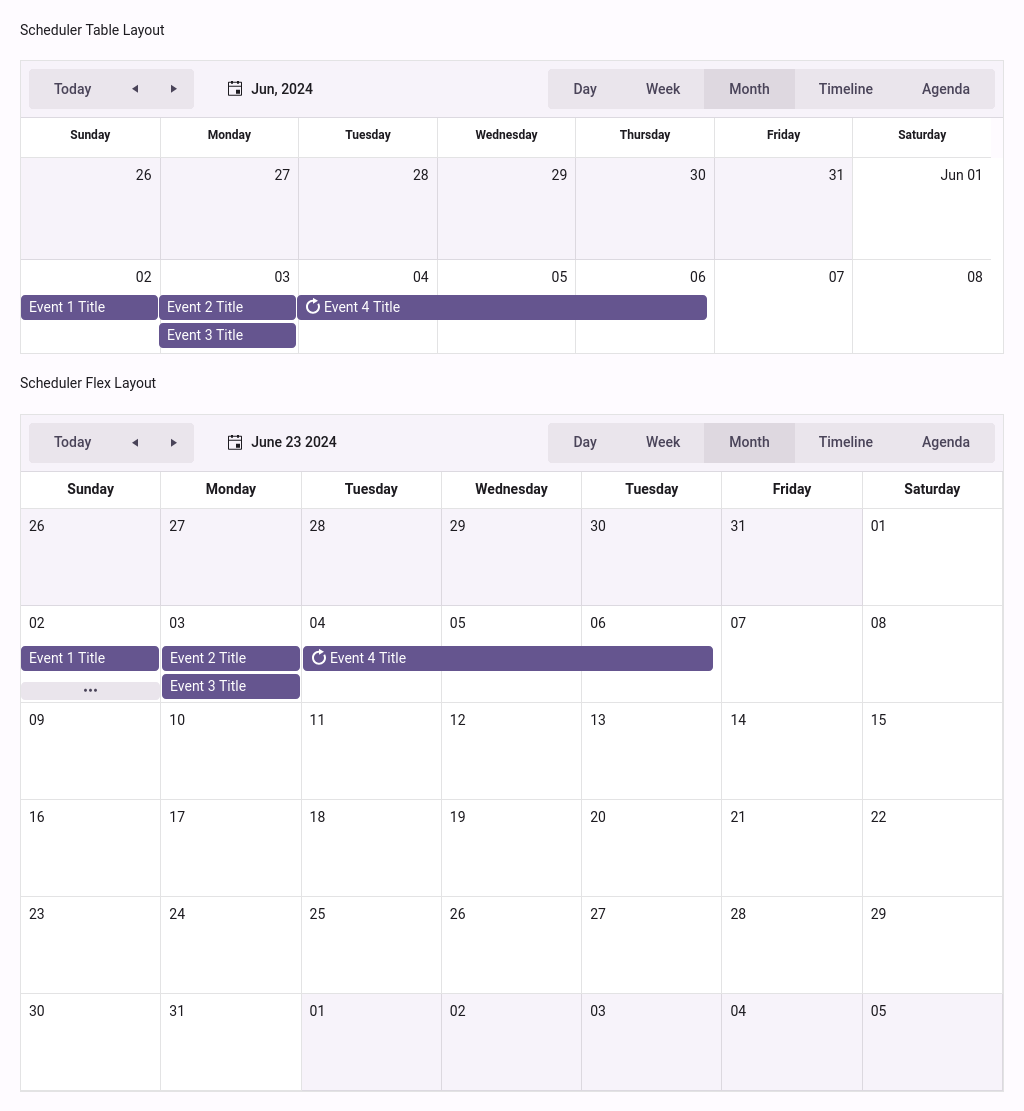 Scheduler Table Layout
Today Jun, 2024 Day Week Month Timeline Agenda
Sunday Monday Tuesday Wednesday Thursday Friday Saturday
26 27 28 29 30 31 Jun 01
02 03 04 05 06 07 08
Event 1 Title Event 2 Title Event 4 Title
Event 3 Title
Scheduler Flex Layout
Today June 23 2024 Day Week Month Timeline Agenda
Sunday Monday Tuesday Wednesday Tuesday Friday Saturday
26 27 28 29 30 31 01
02 03 04 05 06 07 08
Event 1 Title Event 2 Title Event 4 Title
••• Event 3 Title
09 10 11 12 13 14 15
16 17 18 19 20 21 22
23 24 25 26 27 28 29
30 31 01 02 03 04 05